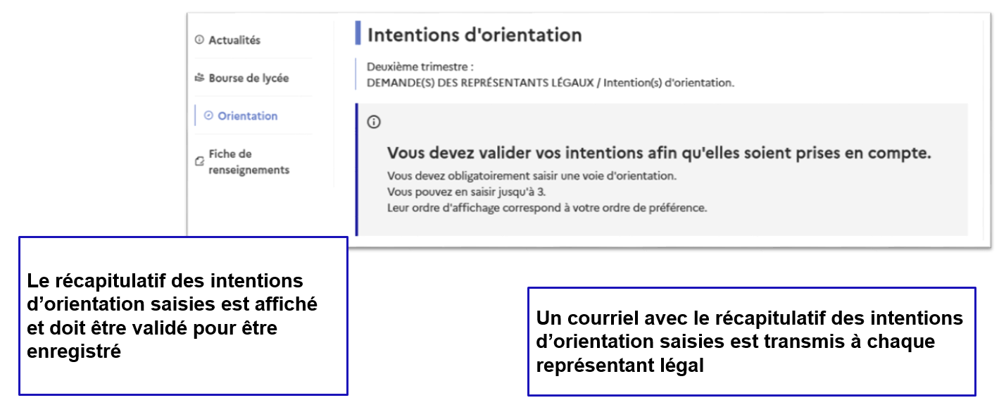 Actualités
Bourse de lycée
Orientation
Fiche de
renseignements
Intentions d'orientation
Deuxième trimestre :
DEMANDE(S) DES REPRÉSENTANTS LÉGAUX / Intention(s) d'orientation.
Vous devez valider vos intentions afin qu'elles soient prises en compte.
Vous devez obligatoirement saisir une voie d'orientation.
Vous pouvez en saisir jusqu'à 3.
Leur ordre d'affichage correspond à votre ordre de préférence.
Le récapitulatif des intentions
d’orientation saisies est affiché
et doit être validé pour être
enregistré
Un courriel avec le récapitulatif des intentions
d’orientation saisies est transmis à chaque
représentant légal